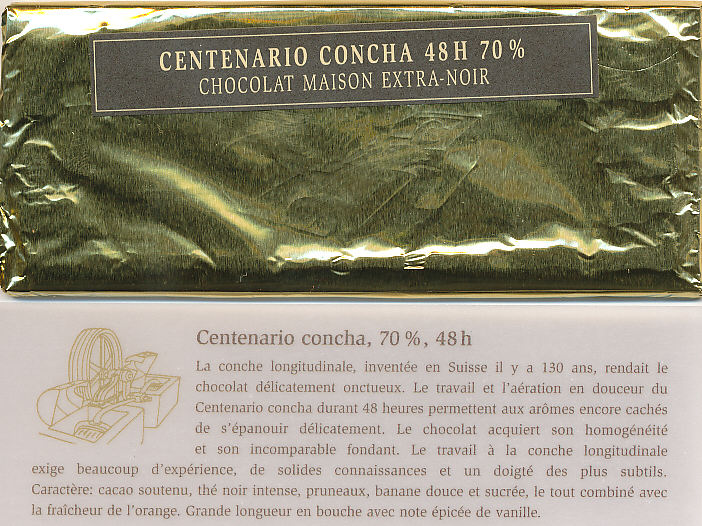 CENTENARIO CONCHA 48H 70%
CHOCOLAT MAISON EXTRA-NOIR
Centenario concha, 70%, 48h
La conche longitudinale, inventée en Suisse il y a 130 ans, rendait le
chocolat délicatement onctueux. Le travail et l'aération en douceur du
Centenario concha durant 48 heures permettent aux arômes encore cachés
de s'épanouir délicatement. Le chocolat acquiert son homogénéité
et son incomparable fondant. Le travail à la conche longitudinale
exige beaucoup d'expérience, de solides connaissances et un doigté des plus subtils.
Caractère: cacao soutenu, thé noir intense, pruneaux, banane douce et sucrée, le tout combiné avec
la fraîcheur de l'orange. Grande longueur en bouche avec note épicée de vanille.